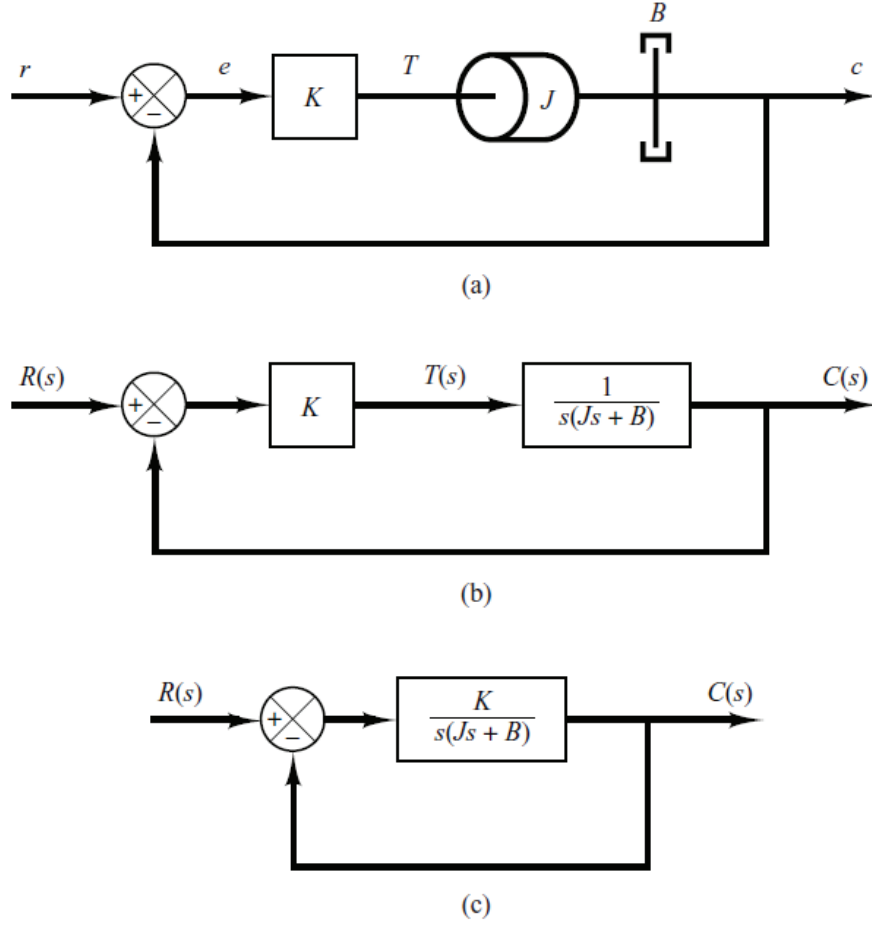 B
r e T c
+ −
K J
(a)
R(s) T(s) C(s)
+ −
K 1
s(Js + B)
(b)
R(s) C(s)
+ −
K
s(Js + B)
(c)